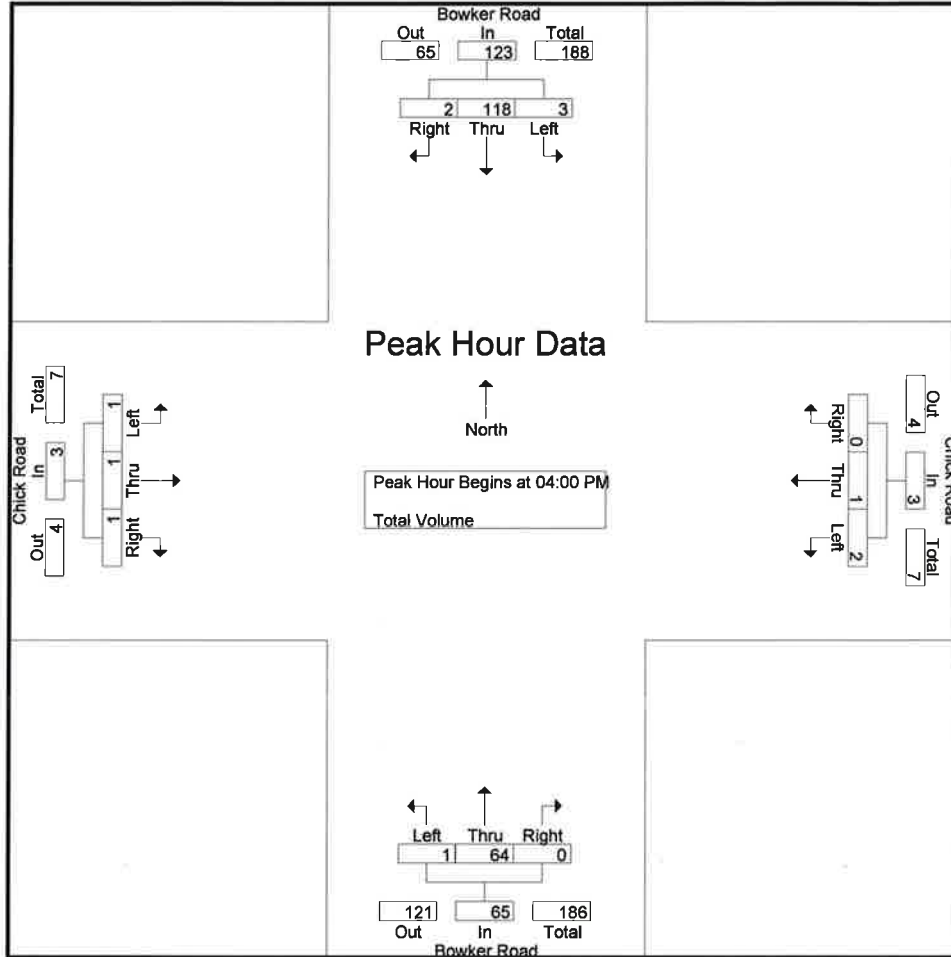 Bowker Road
Out In Total
65 123 188
2 118 3
Right Thru Left
Peak Hour Data
North
Peak Hour Begins at 04:00 PM
Total Volume
Chick Road
Total In Out
7 3 4
1 1 1
Left Thru Right
Right Thru Left
0 1 2
Out In Total
4 3 7
Chick Road
Left Thru Right
1 64 0
121 65 186
Out In Total
Bowker Road